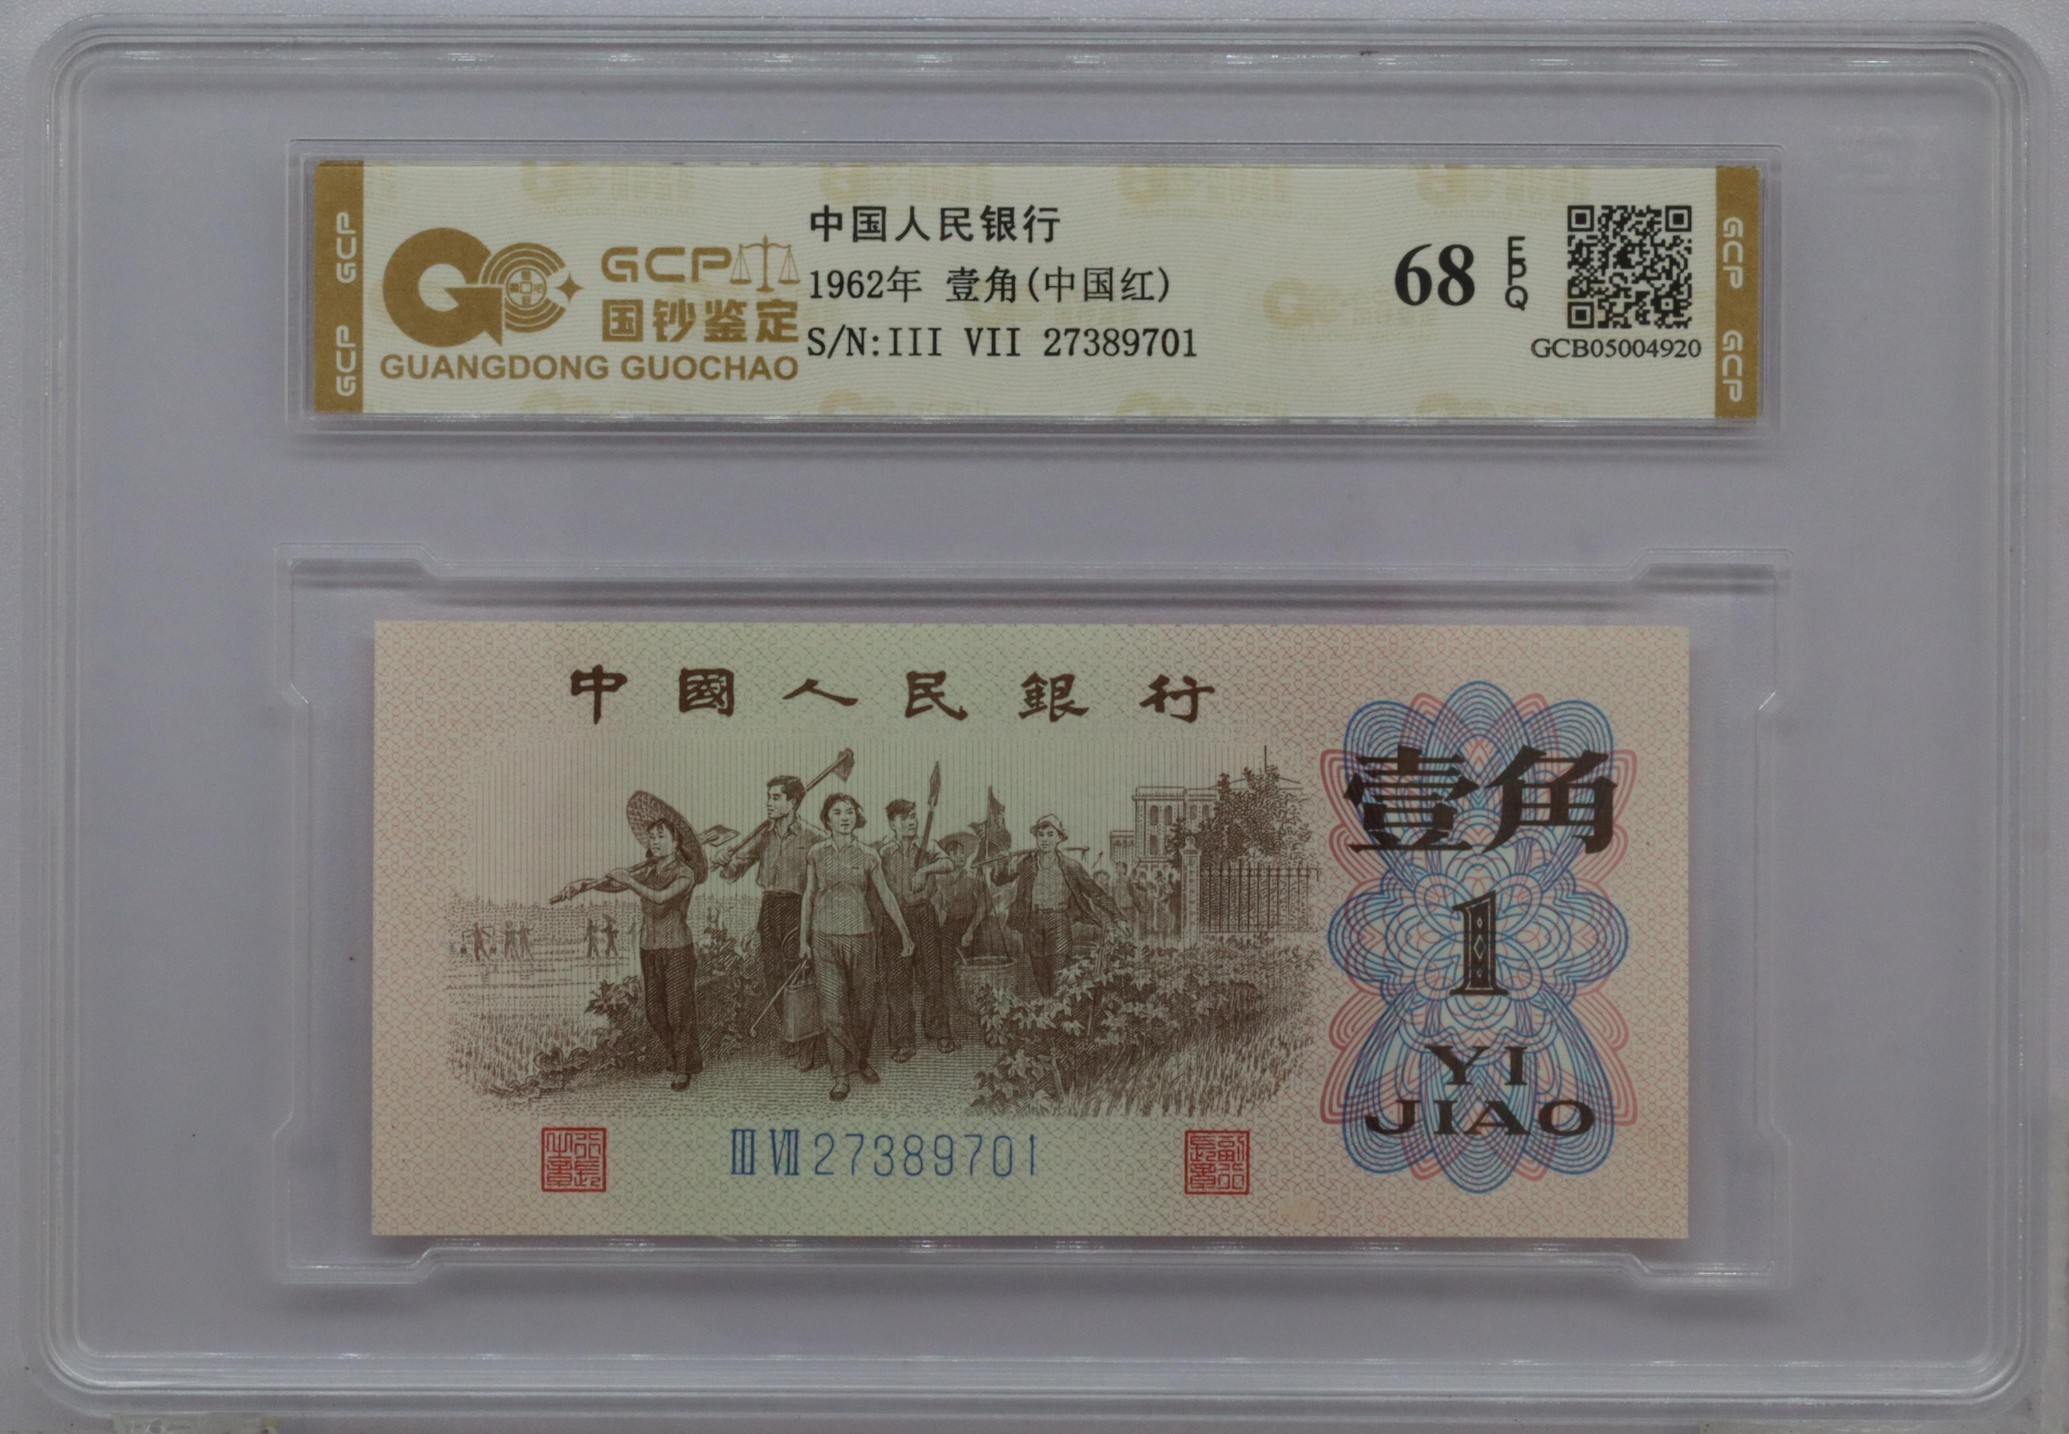 GCP
GCP
GCP
国钞鉴定
GUANGDONG GUOCHAO
中国人民银行
1962年 壹角(中国红)
S/N:III VII 27389701
68
EPQ
GCB05004920
GCP
GCP
中國人民銀行
壹角
1
YI
JIAO
III VII 27389701